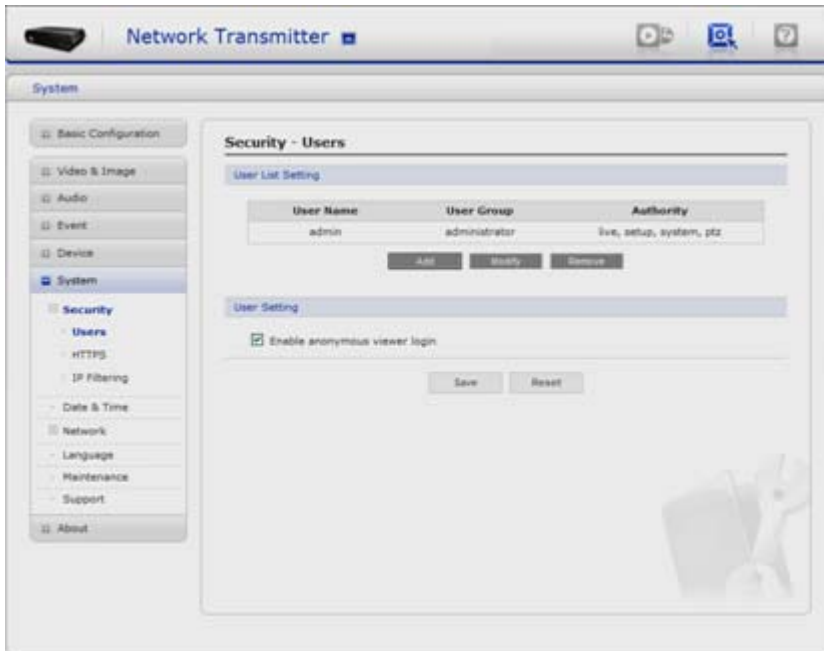 Network Transmitter
System
Basic Configuration
Video & Image
Audio
Event
Device
System
Security
Users
HTTPS
IP Filtering
Date & Time
Network
Language
Maintenance
Support
About
Security - Users
User List Setting
User Name User Group Authority
admin administrator live, setup, system, ptz
Add Modify Remove
User Setting
Enable anonymous viewer login
Save Reset